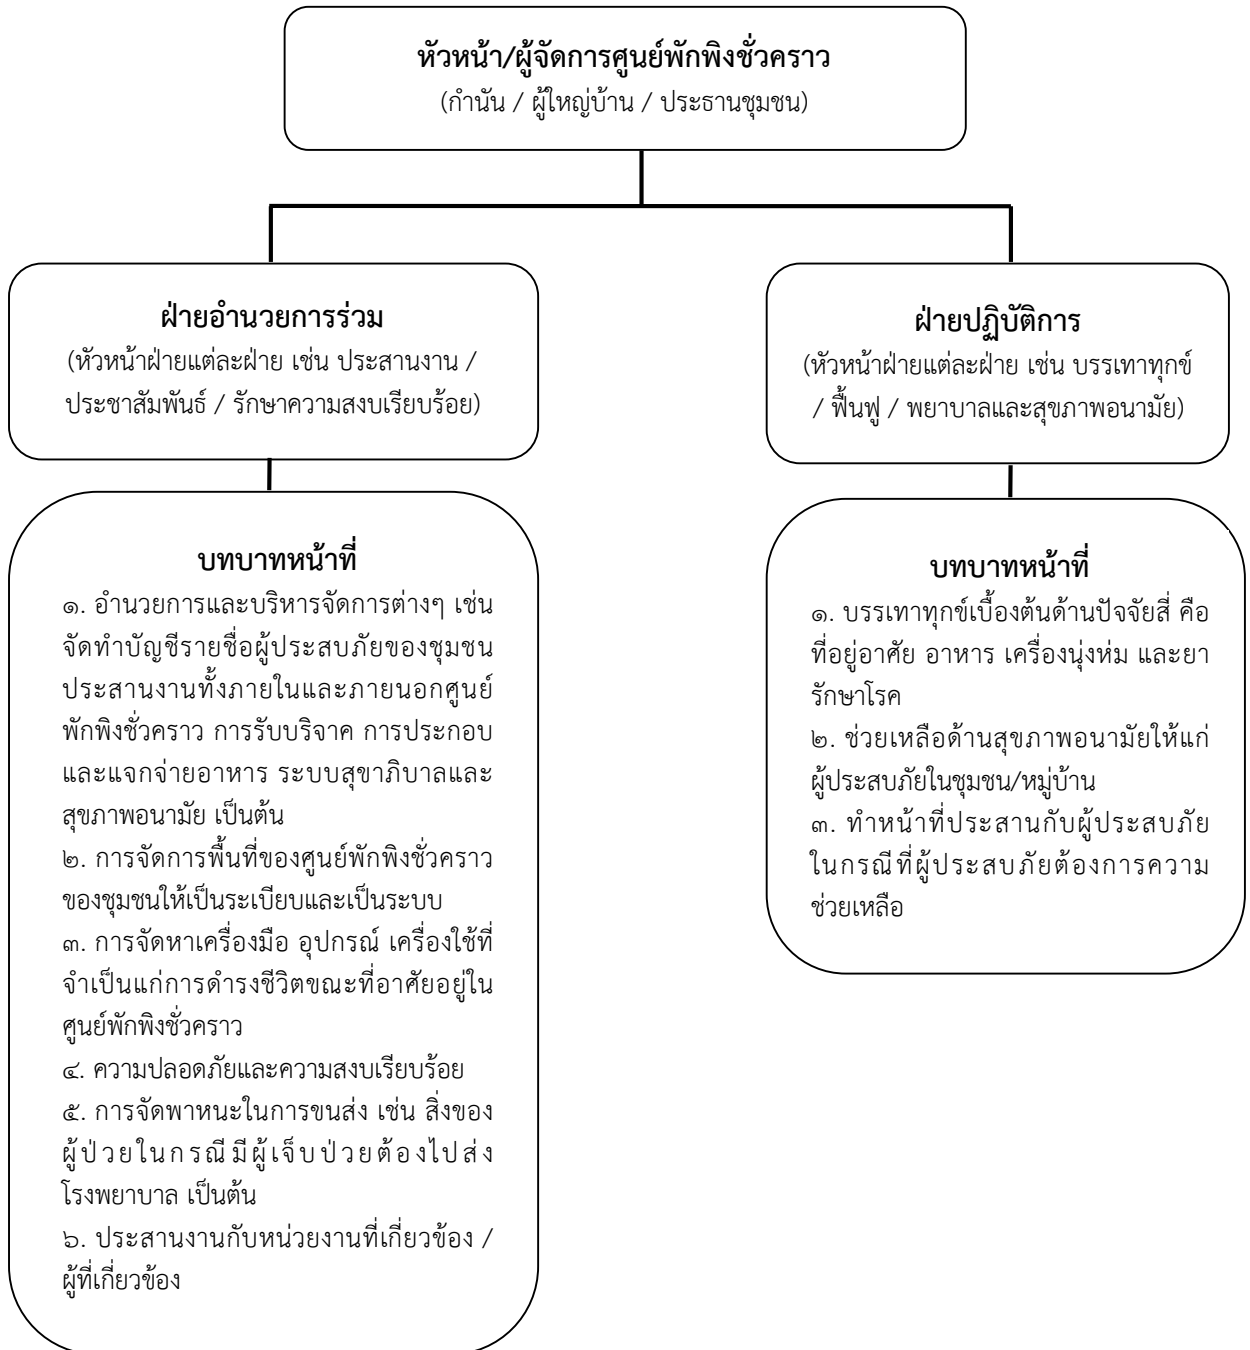 หัวหน้า/ผู้จัดการศูนย์พักพิงชั่วคราว
(กำนัน / ผู้ใหญ่บ้าน / ประธานชุมชน)
ฝ่ายอำนวยการร่วม
(หัวหน้าฝ่ายแต่ละฝ่าย เช่น ประสานงาน /
ประชาสัมพันธ์ / รักษาความสงบเรียบร้อย)
ฝ่ายปฏิบัติการ
(หัวหน้าฝ่ายแต่ละฝ่าย เช่น บรรเทาทุกข์
/ ฟื้นฟู / พยาบาลและสุขภาพอนามัย)
บทบาทหน้าที่
๑. อำนวยการและบริหารจัดการต่างๆ เช่น
จัดทำบัญชีรายชื่อผู้ประสบภัยของชุมชน
ประสานงานทั้งภายในและภายนอกศูนย์
พักพิงชั่วคราว การรับบริจาค การประกอบ
และแจกจ่ายอาหาร ระบบสุขาภิบาลและ
สุขภาพอนามัย เป็นต้น
๒. การจัดการพื้นที่ของศูนย์พักพิงชั่วคราว
ของชุมชนให้เป็นระเบียบและเป็นระบบ
๓. การจัดหาเครื่องมือ อุปกรณ์ เครื่องใช้ที่
จำเป็นแก่การดำรงชีวิตขณะที่อาศัยอยู่ใน
ศูนย์พักพิงชั่วคราว
๔. ความปลอดภัยและความสงบเรียบร้อย
๕. การจัดพาหนะในการขนส่ง เช่น สิ่งของ
ผู้ป่วยในกรณีมีผู้เจ็บป่วยต้องไปส่ง
โรงพยาบาล เป็นต้น
๖. ประสานงานกับหน่วยงานที่เกี่ยวข้อง /
ผู้ที่เกี่ยวข้อง
บทบาทหน้าที่
๑. บรรเทาทุกข์เบื้องต้นด้านปัจจัยสี่ คือ
ที่อยู่อาศัย อาหาร เครื่องนุ่งห่ม และยา
รักษาโรค
๒. ช่วยเหลือด้านสุขภาพอนามัยให้แก่
ผู้ประสบภัยในชุมชน/หมู่บ้าน
๓. ทำหน้าที่ประสานกับผู้ประสบภัย
ในกรณีที่ผู้ประสบภัยต้องการความ
ช่วยเหลือ